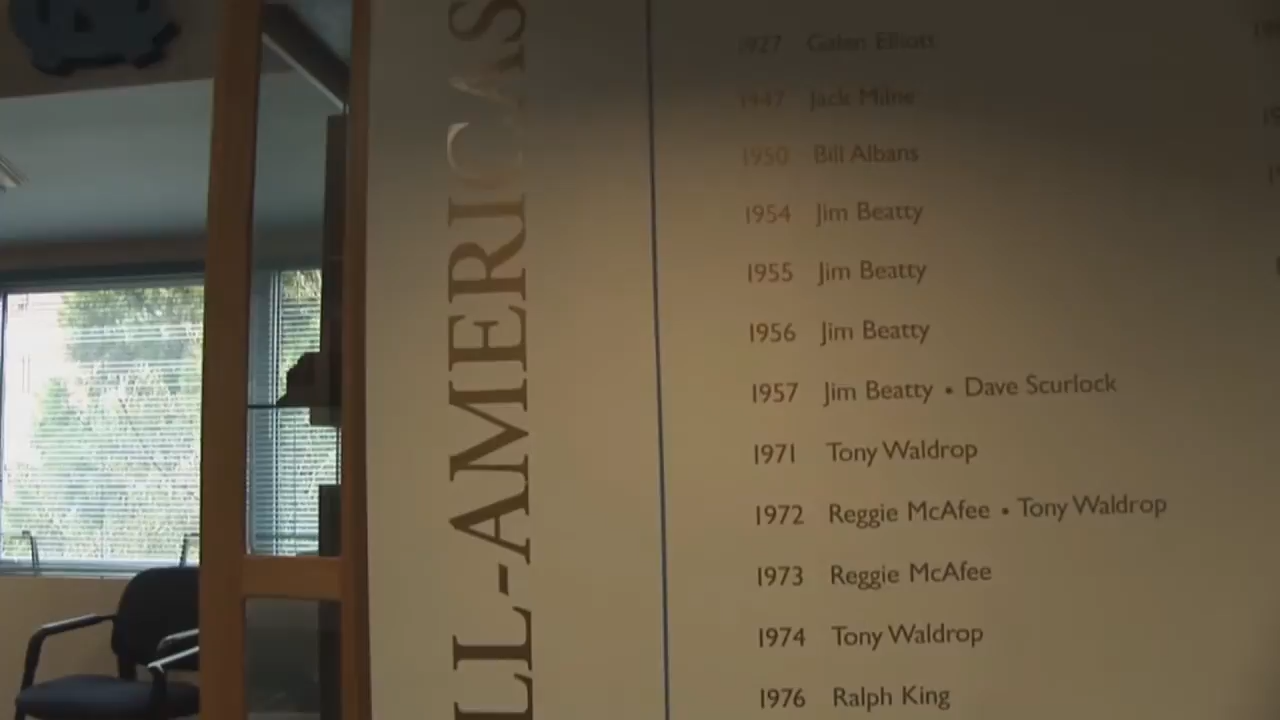 LL-AMERICAS
1927 Galen Elliott
1947 Jack Milne
1950 Bill Albans
1954 Jim Beatty
1955 Jim Beatty
1956 Jim Beatty
1957 Jim Beatty • Dave Scurlock
1971 Tony Waldrop
1972 Reggie McAfee • Tony Waldrop
1973 Reggie McAfee
1974 Tony Waldrop
1976 Ralph King